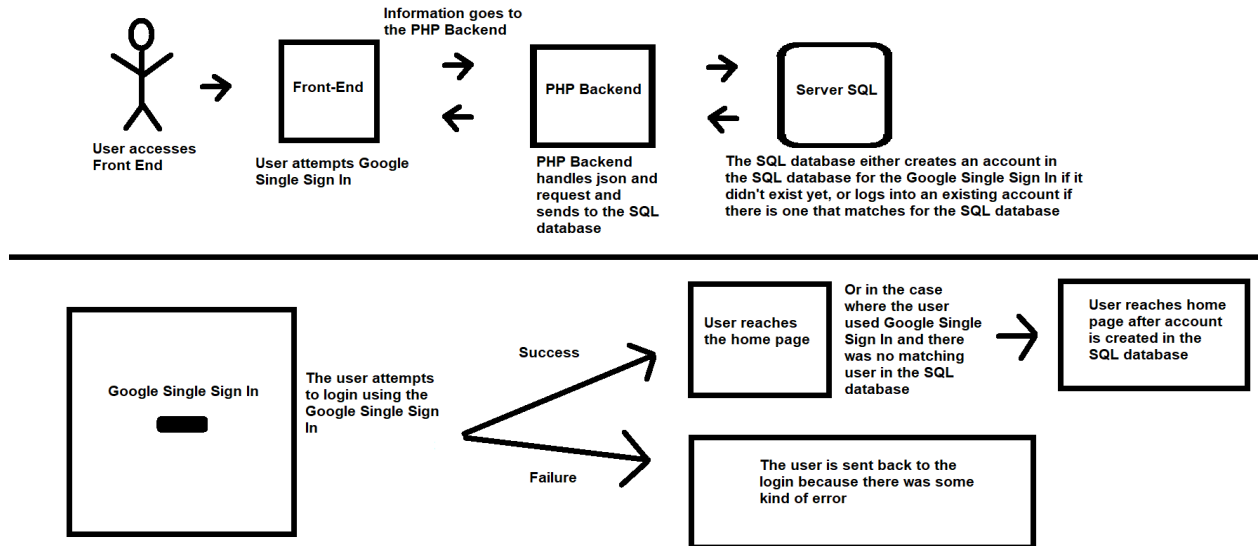 Information goes to
the PHP Backend
Front-End
PHP Backend
Server SQL
User accesses
Front End
User attempts Google
Single Sign In
PHP Backend
handles json and
request and
sends to the SQL
database
The SQL database either creates an account in
the SQL database for the Google Single Sign In if it
didn't exist yet, or logs into an existing account if
there is one that matches for the SQL database
Google Single Sign In
The user attempts
to login using the
Google Single Sign
In
Success
Failure
User reaches
the home page
Or in the case
where the user
used Google Single
Sign In and there
was no matching
user in the SQL
database
User reaches home
page after account
is created in the
SQL database
The user is sent back to the
login because there was some
kind of error